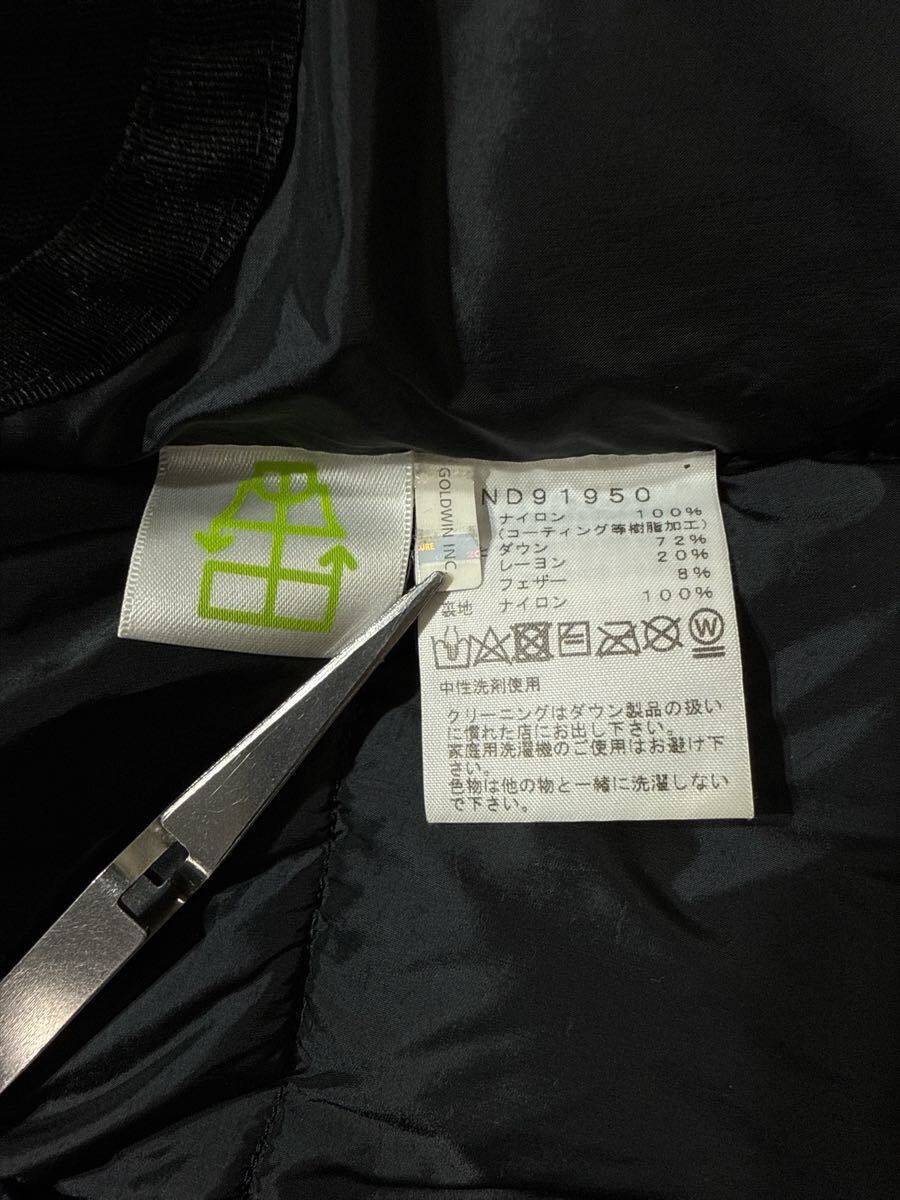 GOLDWIN INC
URE
ND91950
ナイロン 100%
(コーティング等樹脂加工)
ダウン 72%
レーヨン 20%
フェザー 8%
裏地 ナイロン 100%
W
中性洗剤使用
クリーニングはダウン製品の扱い
に慣れた店にお出し下さい。
家庭用洗濯機のご使用はお避け下
さい。
色物は他の物と一緒に洗濯しない
で下さい。